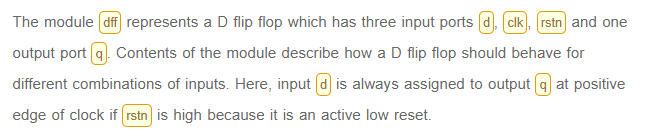 The module dff represents a D flip flop which has three input ports d, clk, rstn and one
output port q. Contents of the module describe how a D flip flop should behave for
different combinations of inputs. Here, input d is always assigned to output q at positive
edge of clock if rstn is high because it is an active low reset.